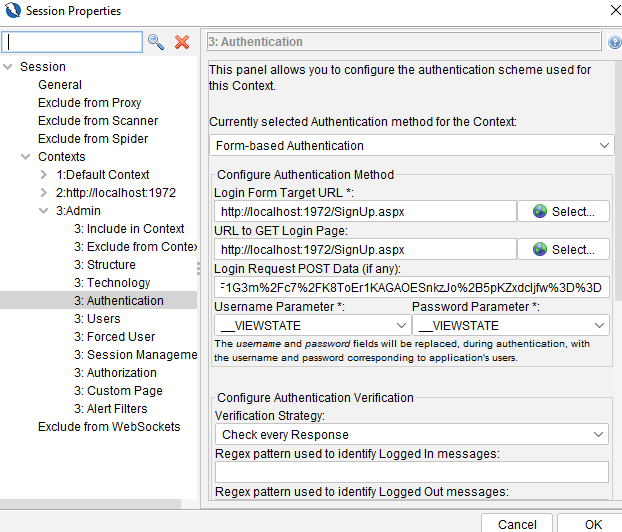 Session Properties
Session
General
Exclude from Proxy
Exclude from Scanner
Exclude from Spider
Contexts
1:Default Context
2:http://localhost:1972
3:Admin
3: Include in Context
3: Exclude from Contex
3: Structure
3: Technology
3: Authentication
3: Users
3: Forced User
3: Session Manageme
3: Authorization
3: Custom Page
3: Alert Filters
Exclude from WebSockets
3: Authentication
This panel allows you to configure the authentication scheme used for
this Context.
Currently selected Authentication method for the Context:
Form-based Authentication
Configure Authentication Method
Login Form Target URL *:
http://localhost:1972/SignUp.aspx
Select...
URL to GET Login Page:
http://localhost:1972/SignUp.aspx
Select...
Login Request POST Data (if any):
F1G3m%2Fc7%2FK8ToEr1KAGAOESnkzJo%2B5pKZxdcljfw%3D%3D
Username Parameter *: Password Parameter *:
__VIEWSTATE __VIEWSTATE
The username and password fields will be replaced, during authentication, with
the username and password corresponding to application's users.
Configure Authentication Verification
Verification Strategy:
Check every Response
Regex pattern used to identify Logged In messages:
Regex pattern used to identify Logged Out messages:
Cancel OK